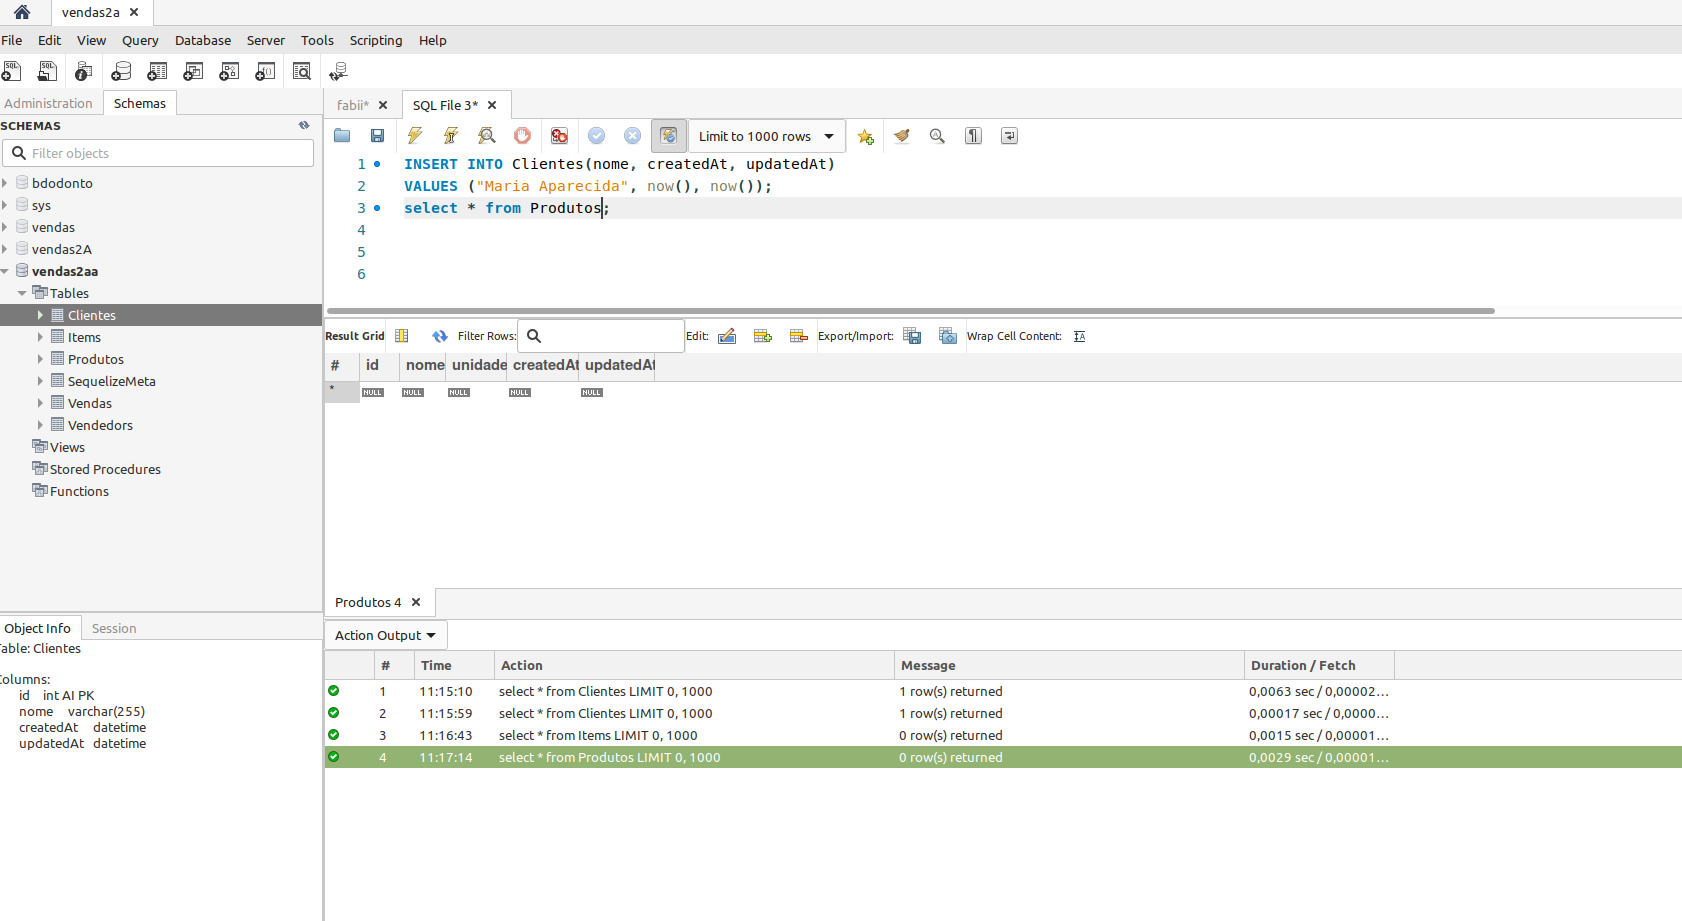 vendas2a
File Edit View Query Database Server Tools Scripting Help
Administration Schemas
SCHEMAS
Filter objects
bdodonto
sys
vendas
vendas2A
vendas2aa
Tables
Clientes
Items
Produtos
SequelizeMeta
Vendas
Vendedors
Views
Stored Procedures
Functions
Object Info Session
able: Clientes
olumns:
id int AI PK
nome varchar(255)
createdAt datetime
updatedAt datetime
fabii* SQL File 3*
Limit to 1000 rows
1 INSERT INTO Clientes(nome, createdAt, updatedAt)
2 VALUES ("Maria Aparecida", now(), now());
3 select * from Produtos;
4
5
6
Result Grid Filter Rows: Edit: Export/Import: Wrap Cell Content:
# id nome unidade createdAt updatedAt
* NULL NULL NULL NULL NULL
Produtos 4
Action Output
# Time Action Message Duration / Fetch
1 11:15:10 select * from Clientes LIMIT 0, 1000 1 row(s) returned 0,0063 sec / 0,00002...
2 11:15:59 select * from Clientes LIMIT 0, 1000 1 row(s) returned 0,00017 sec / 0,0000...
3 11:16:43 select * from Items LIMIT 0, 1000 0 row(s) returned 0,0015 sec / 0,00001...
4 11:17:14 select * from Produtos LIMIT 0, 1000 0 row(s) returned 0,0029 sec / 0,00001...